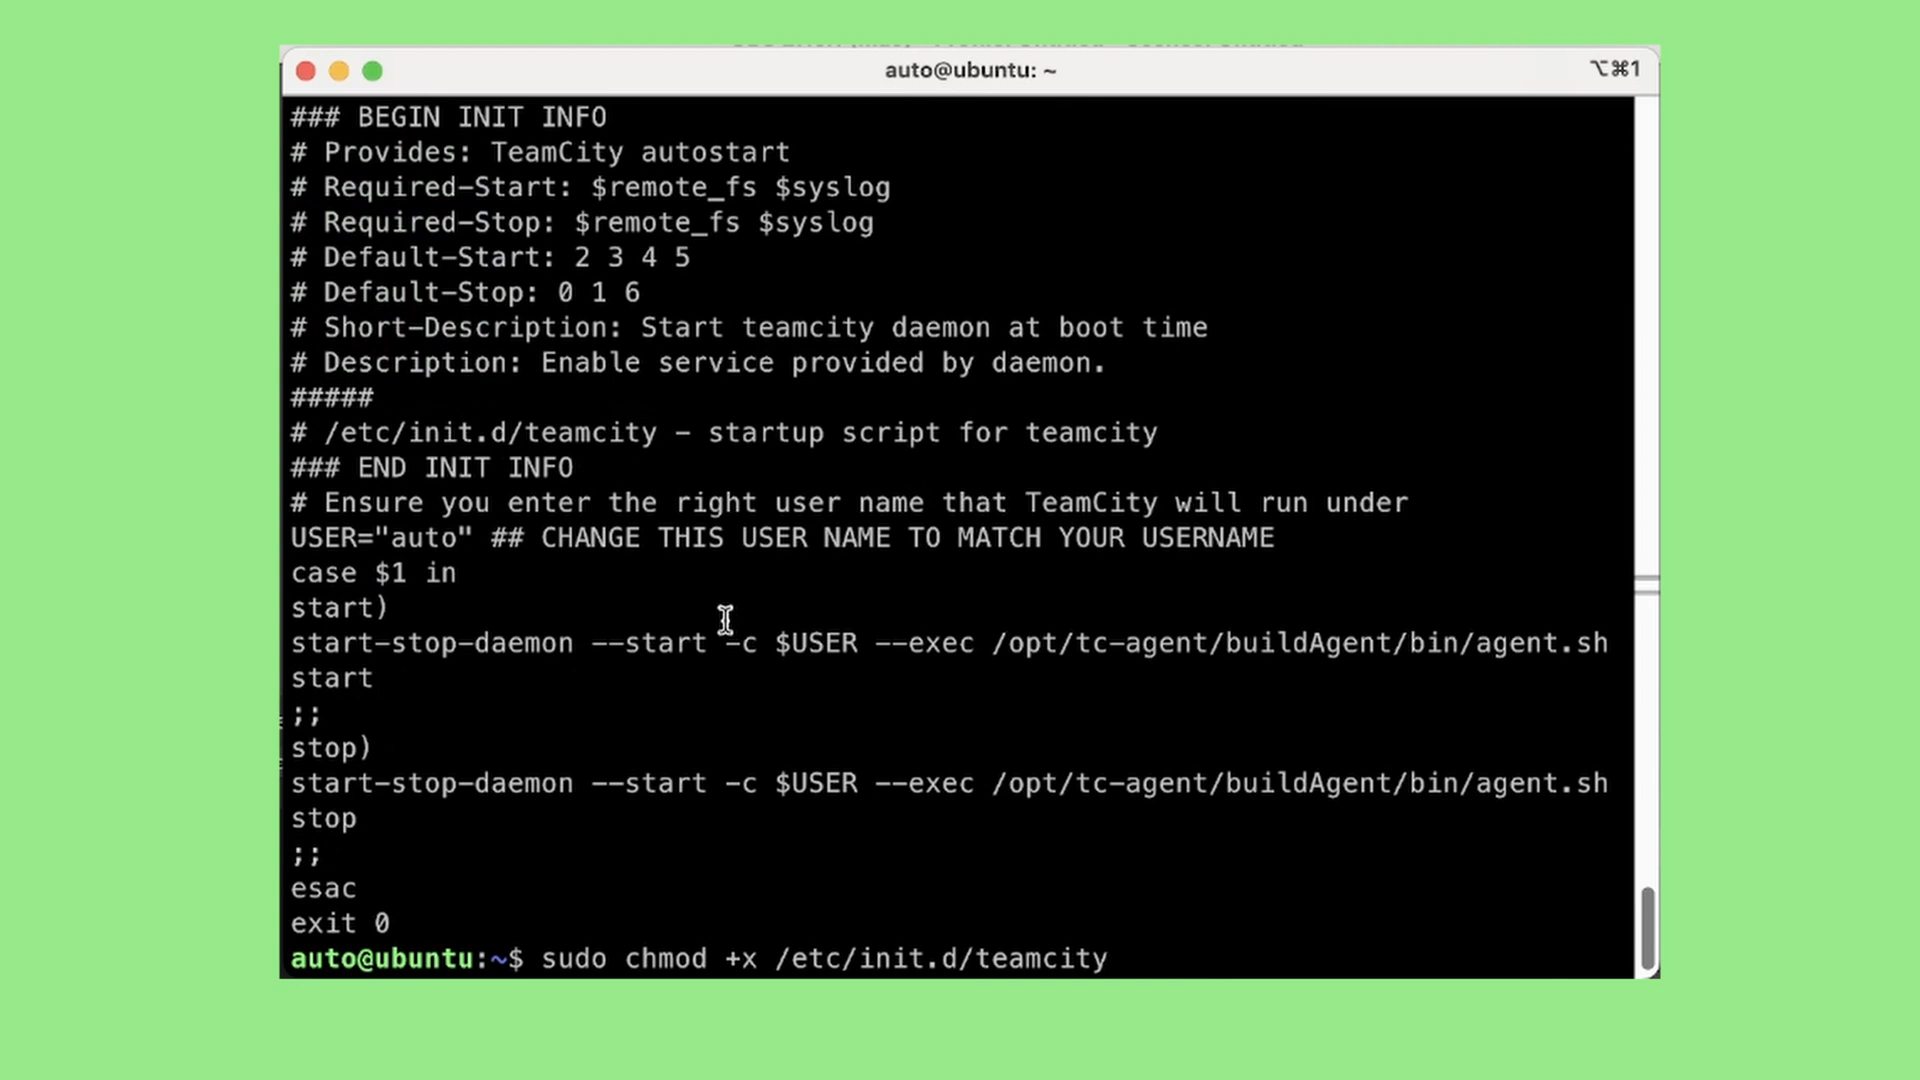 auto@ubuntu: ~
⌥⌘1
### BEGIN INIT INFO
# Provides: TeamCity autostart
# Required-Start: $remote_fs $syslog
# Required-Stop: $remote_fs $syslog
# Default-Start: 2 3 4 5
# Default-Stop: 0 1 6
# Short-Description: Start teamcity daemon at boot time
# Description: Enable service provided by daemon.
#####
# /etc/init.d/teamcity - startup script for teamcity
### END INIT INFO
# Ensure you enter the right user name that TeamCity will run under
USER="auto" ## CHANGE THIS USER NAME TO MATCH YOUR USERNAME
case $1 in
start)
start-stop-daemon --start -c $USER --exec /opt/tc-agent/buildAgent/bin/agent.sh
start
;;
stop)
start-stop-daemon --start -c $USER --exec /opt/tc-agent/buildAgent/bin/agent.sh
stop
;;
esac
exit 0
auto@ubuntu:~$ sudo chmod +x /etc/init.d/teamcity